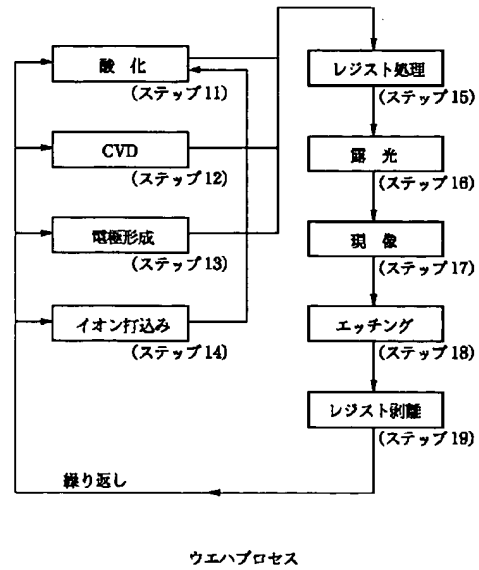 酸 化
(ステップ11)
CVD
(ステップ12)
電極形成
(ステップ13)
イオン打込み
(ステップ14)
レジスト処理
(ステップ15)
露 光
(ステップ16)
現 像
(ステップ17)
エッチング
(ステップ18)
レジスト剥離
(ステップ19)
繰り返し
ウエハプロセス